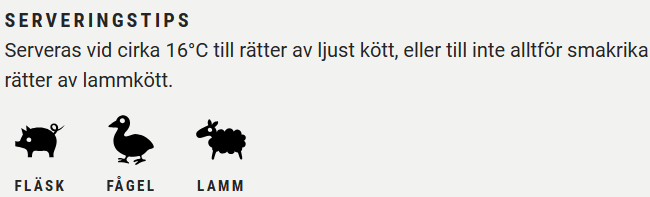 SERVERINGSTIPS
Serveras vid cirka 16°C till rätter av ljust kött, eller till inte alltför smakrika
rätter av lammkött.
FLÄSK FÅGEL LAMM